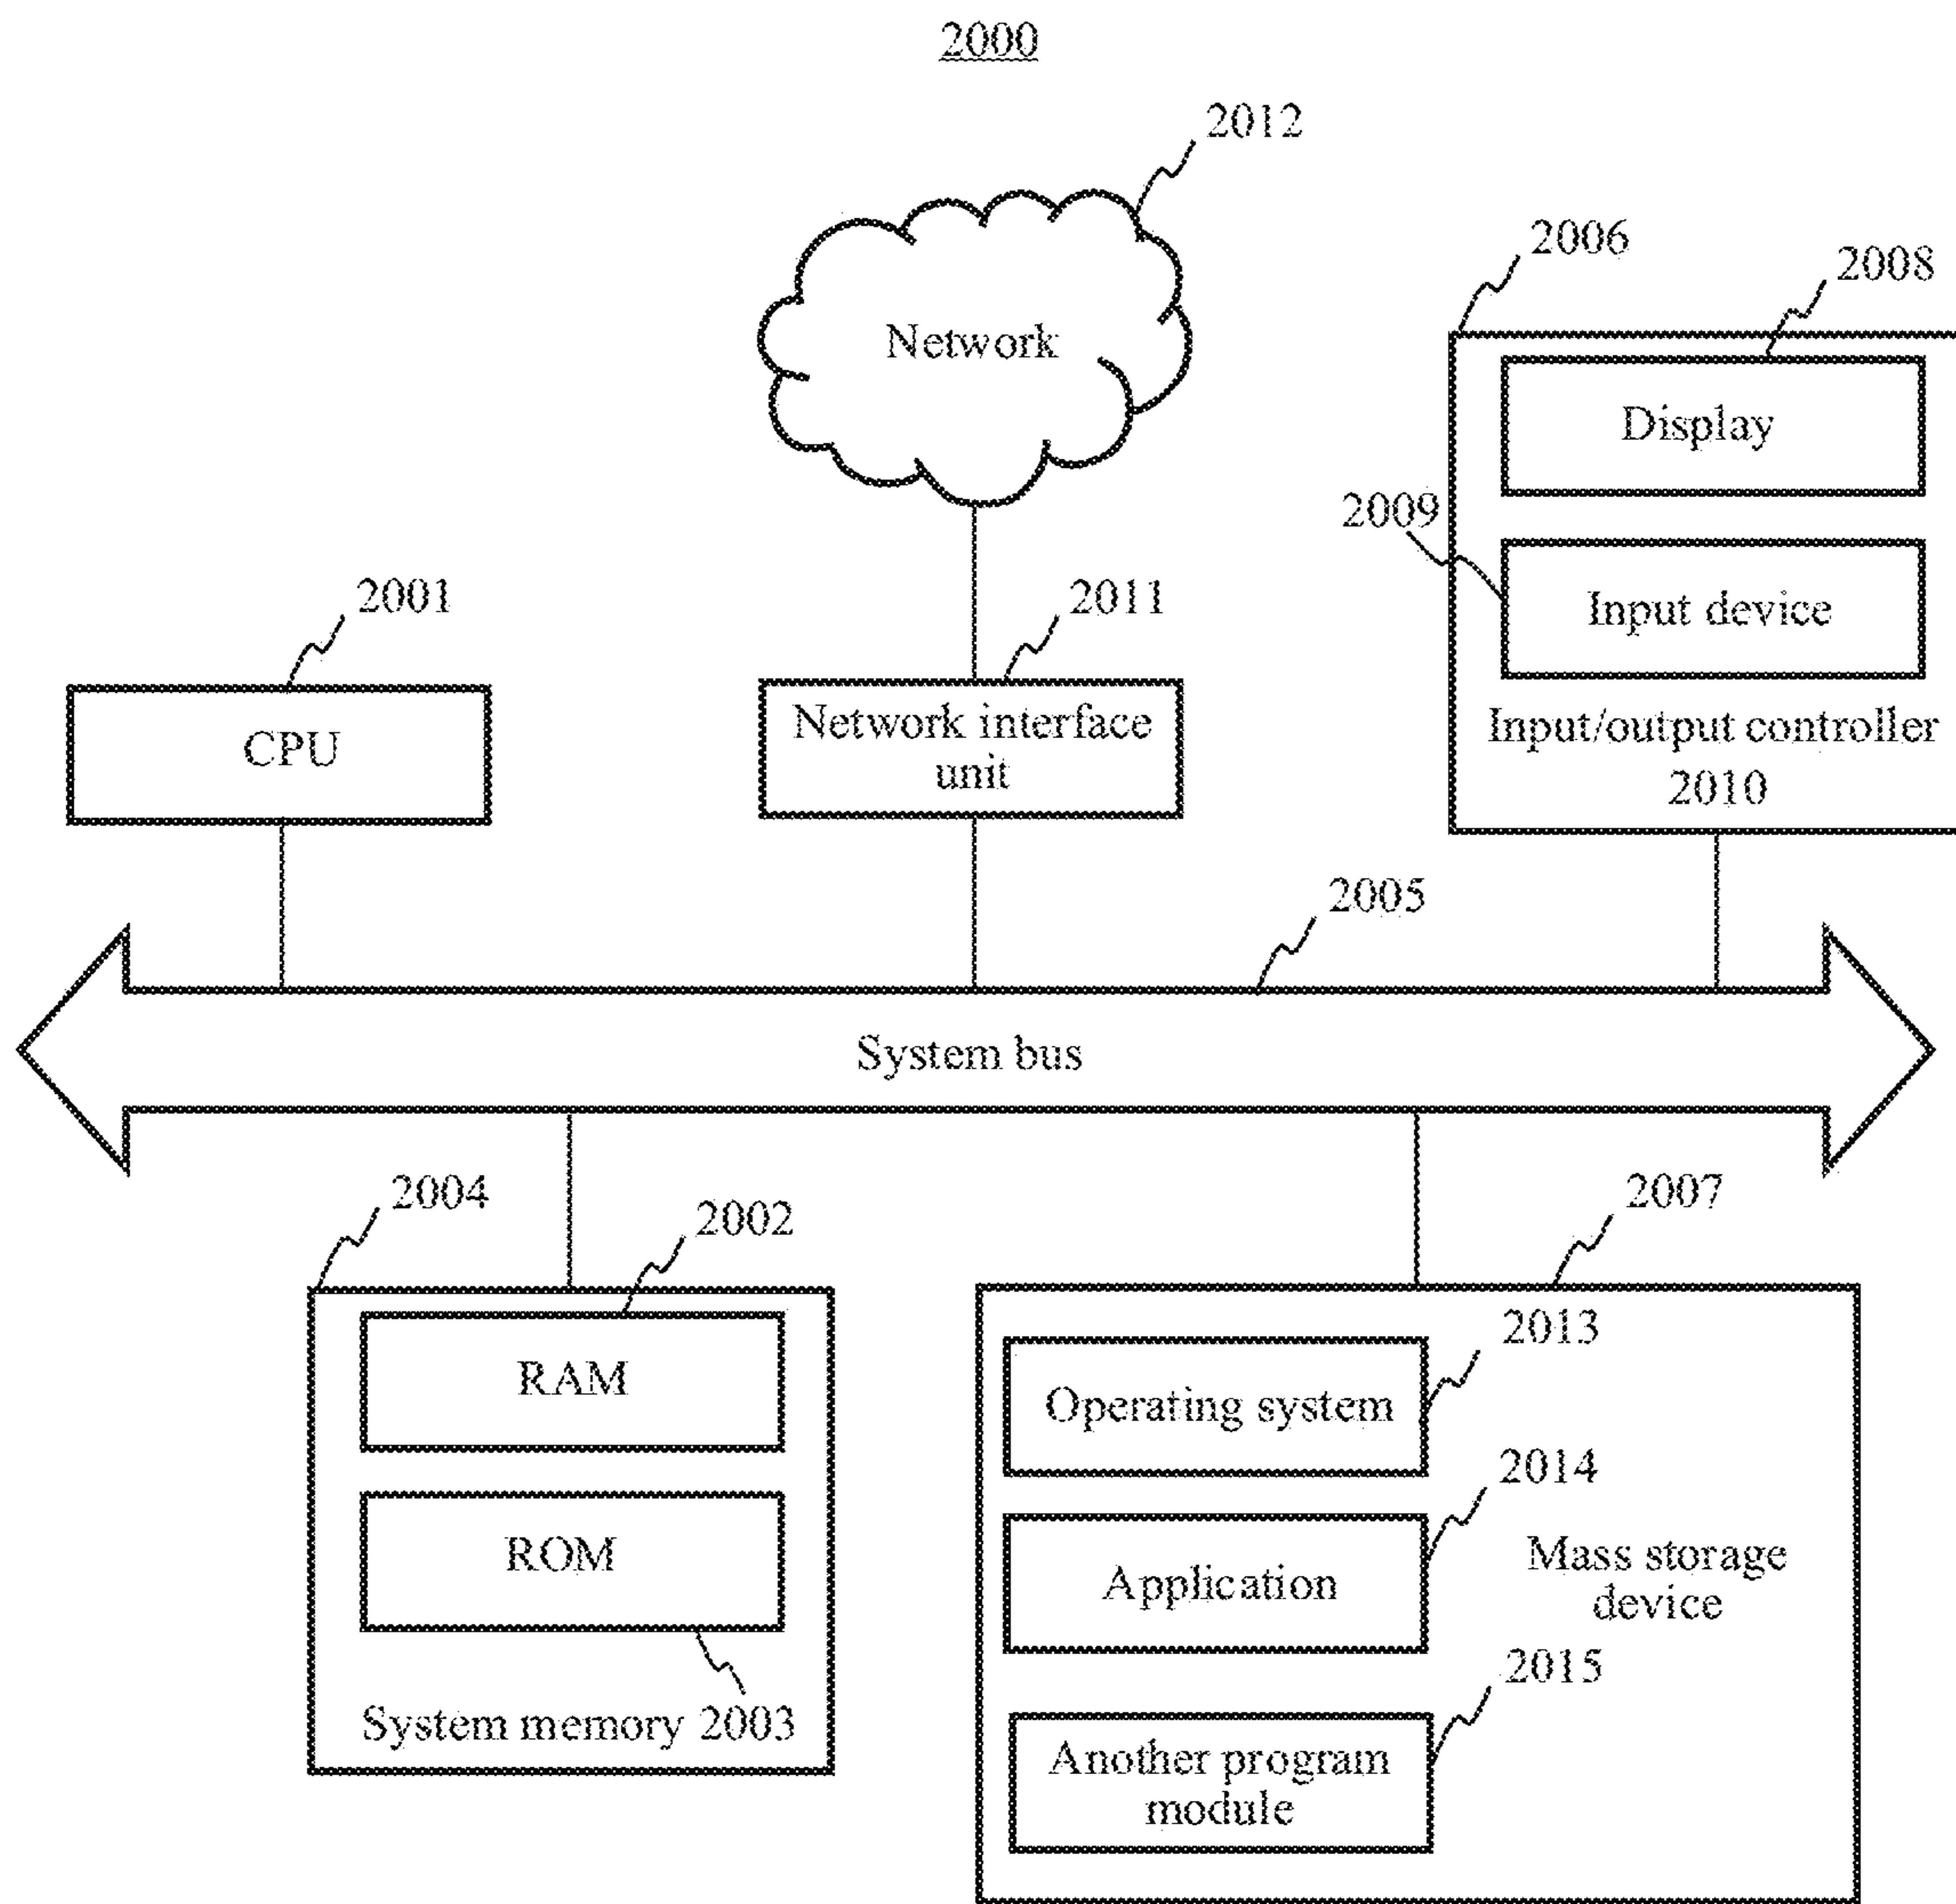 2000
2012
Network
2006
2008
Display
2009
Input device
Input/output controller
2010
2001
CPU
2011
Network interface
unit
2005
System bus
2004
2002
RAM
ROM
System memory 2003
2007
2013
Operating system
2014
Application
Mass storage
device
2015
Another program
module